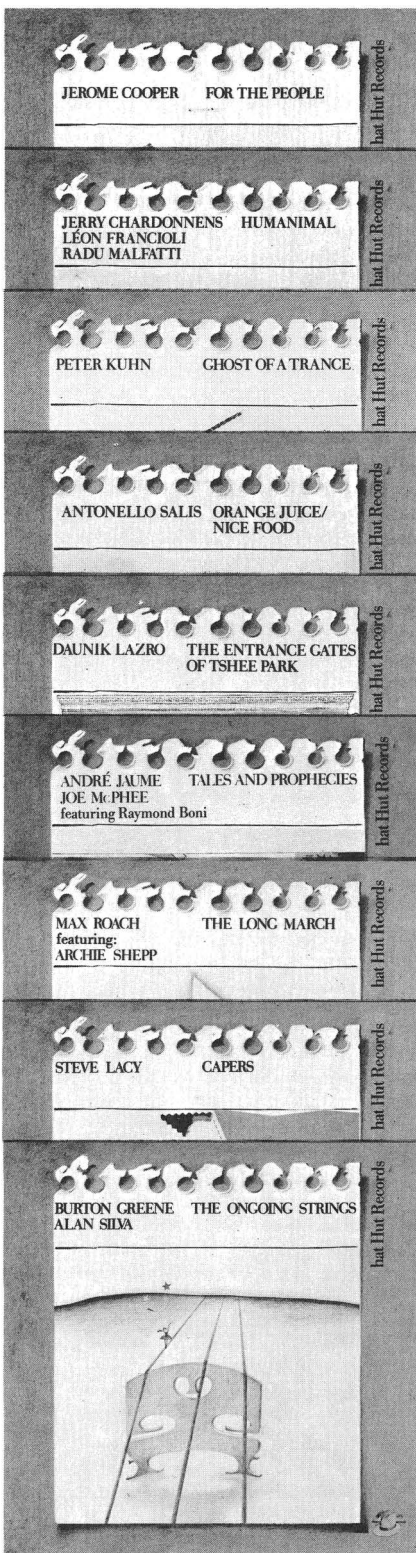 JEROME COOPER FOR THE PEOPLE
hat Hut Records
JERRY CHARDONNENS HUMANIMAL
LÉON FRANCIOLI
RADU MALFATTI
hat Hut Records
PETER KUHN GHOST OF A TRANCE
hat Hut Records
ANTONELLO SALIS ORANGE JUICE/
NICE FOOD
hat Hut Records
DAUNIK LAZRO THE ENTRANCE GATES
OF TSHEE PARK
hat Hut Records
ANDRÉ JAUME TALES AND PROPHECIES
JOE McPHEE
featuring Raymond Boni
hat Hut Records
MAX ROACH THE LONG MARCH
featuring:
ARCHIE SHEPP
hat Hut Records
STEVE LACY CAPERS
hat Hut Records
BURTON GREENE THE ONGOING STRINGS
ALAN SILVA
hat Hut Records